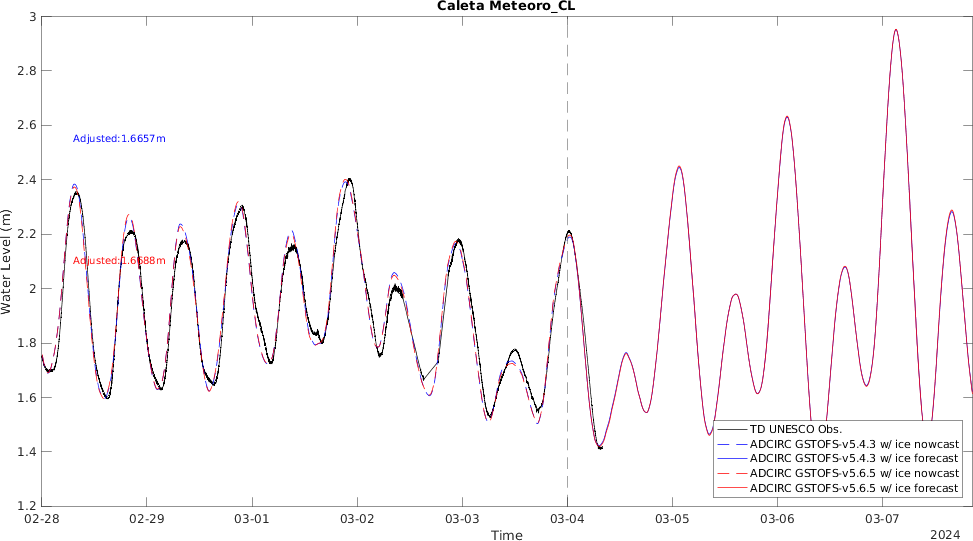 Caleta Meteoro_CL
3
2.8
2.6
2.4
2.2
2
1.8
1.6
1.4
1.2
Water Level (m)
Adjusted:1.6657m
Adjusted:1.6688m
TD UNESCO Obs.
ADCIRC GSTOFS-v5.4.3 w/ ice nowcast
ADCIRC GSTOFS-v5.4.3 w/ ice forecast
ADCIRC GSTOFS-v5.6.5 w/ ice nowcast
ADCIRC GSTOFS-v5.6.5 w/ ice forecast
02-28 02-29 03-01 03-02 03-03 03-04 03-05 03-06 03-07
Time
2024